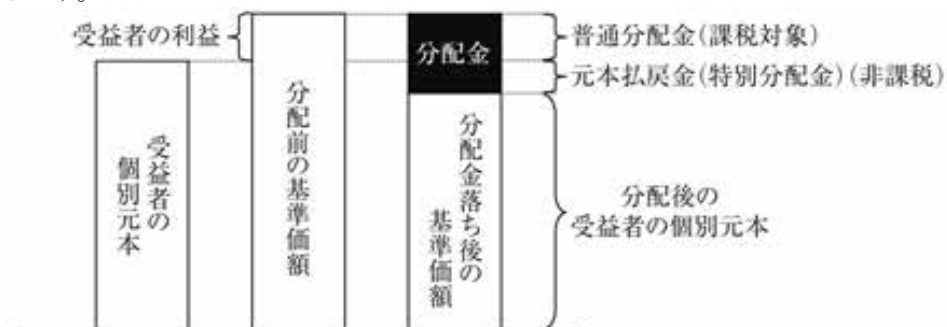 受益者の利益
分配金
普通分配金(課税対象)
元本払戻金(特別分配金)(非課税)
受益者の
個別元本
分配前の基準価額
分配金落ち後の
基準価額
分配後の
受益者の個別元本